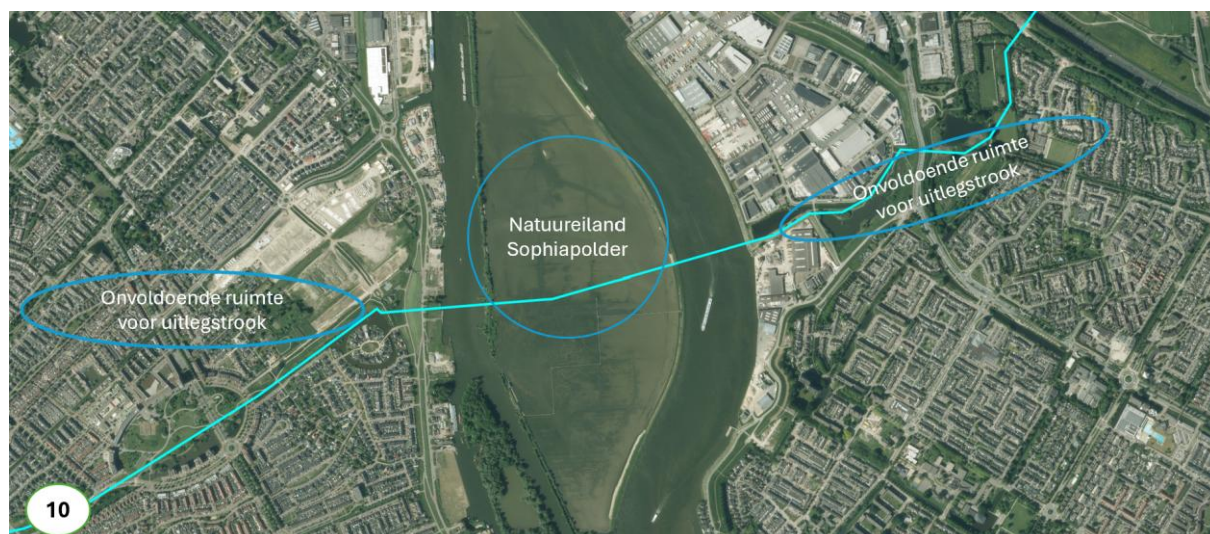 Onvoldoende ruimte
voor uitlegstrook
Natuureiland
Sophiapolder
Onvoldoende ruimte
voor uitlegstrook
10